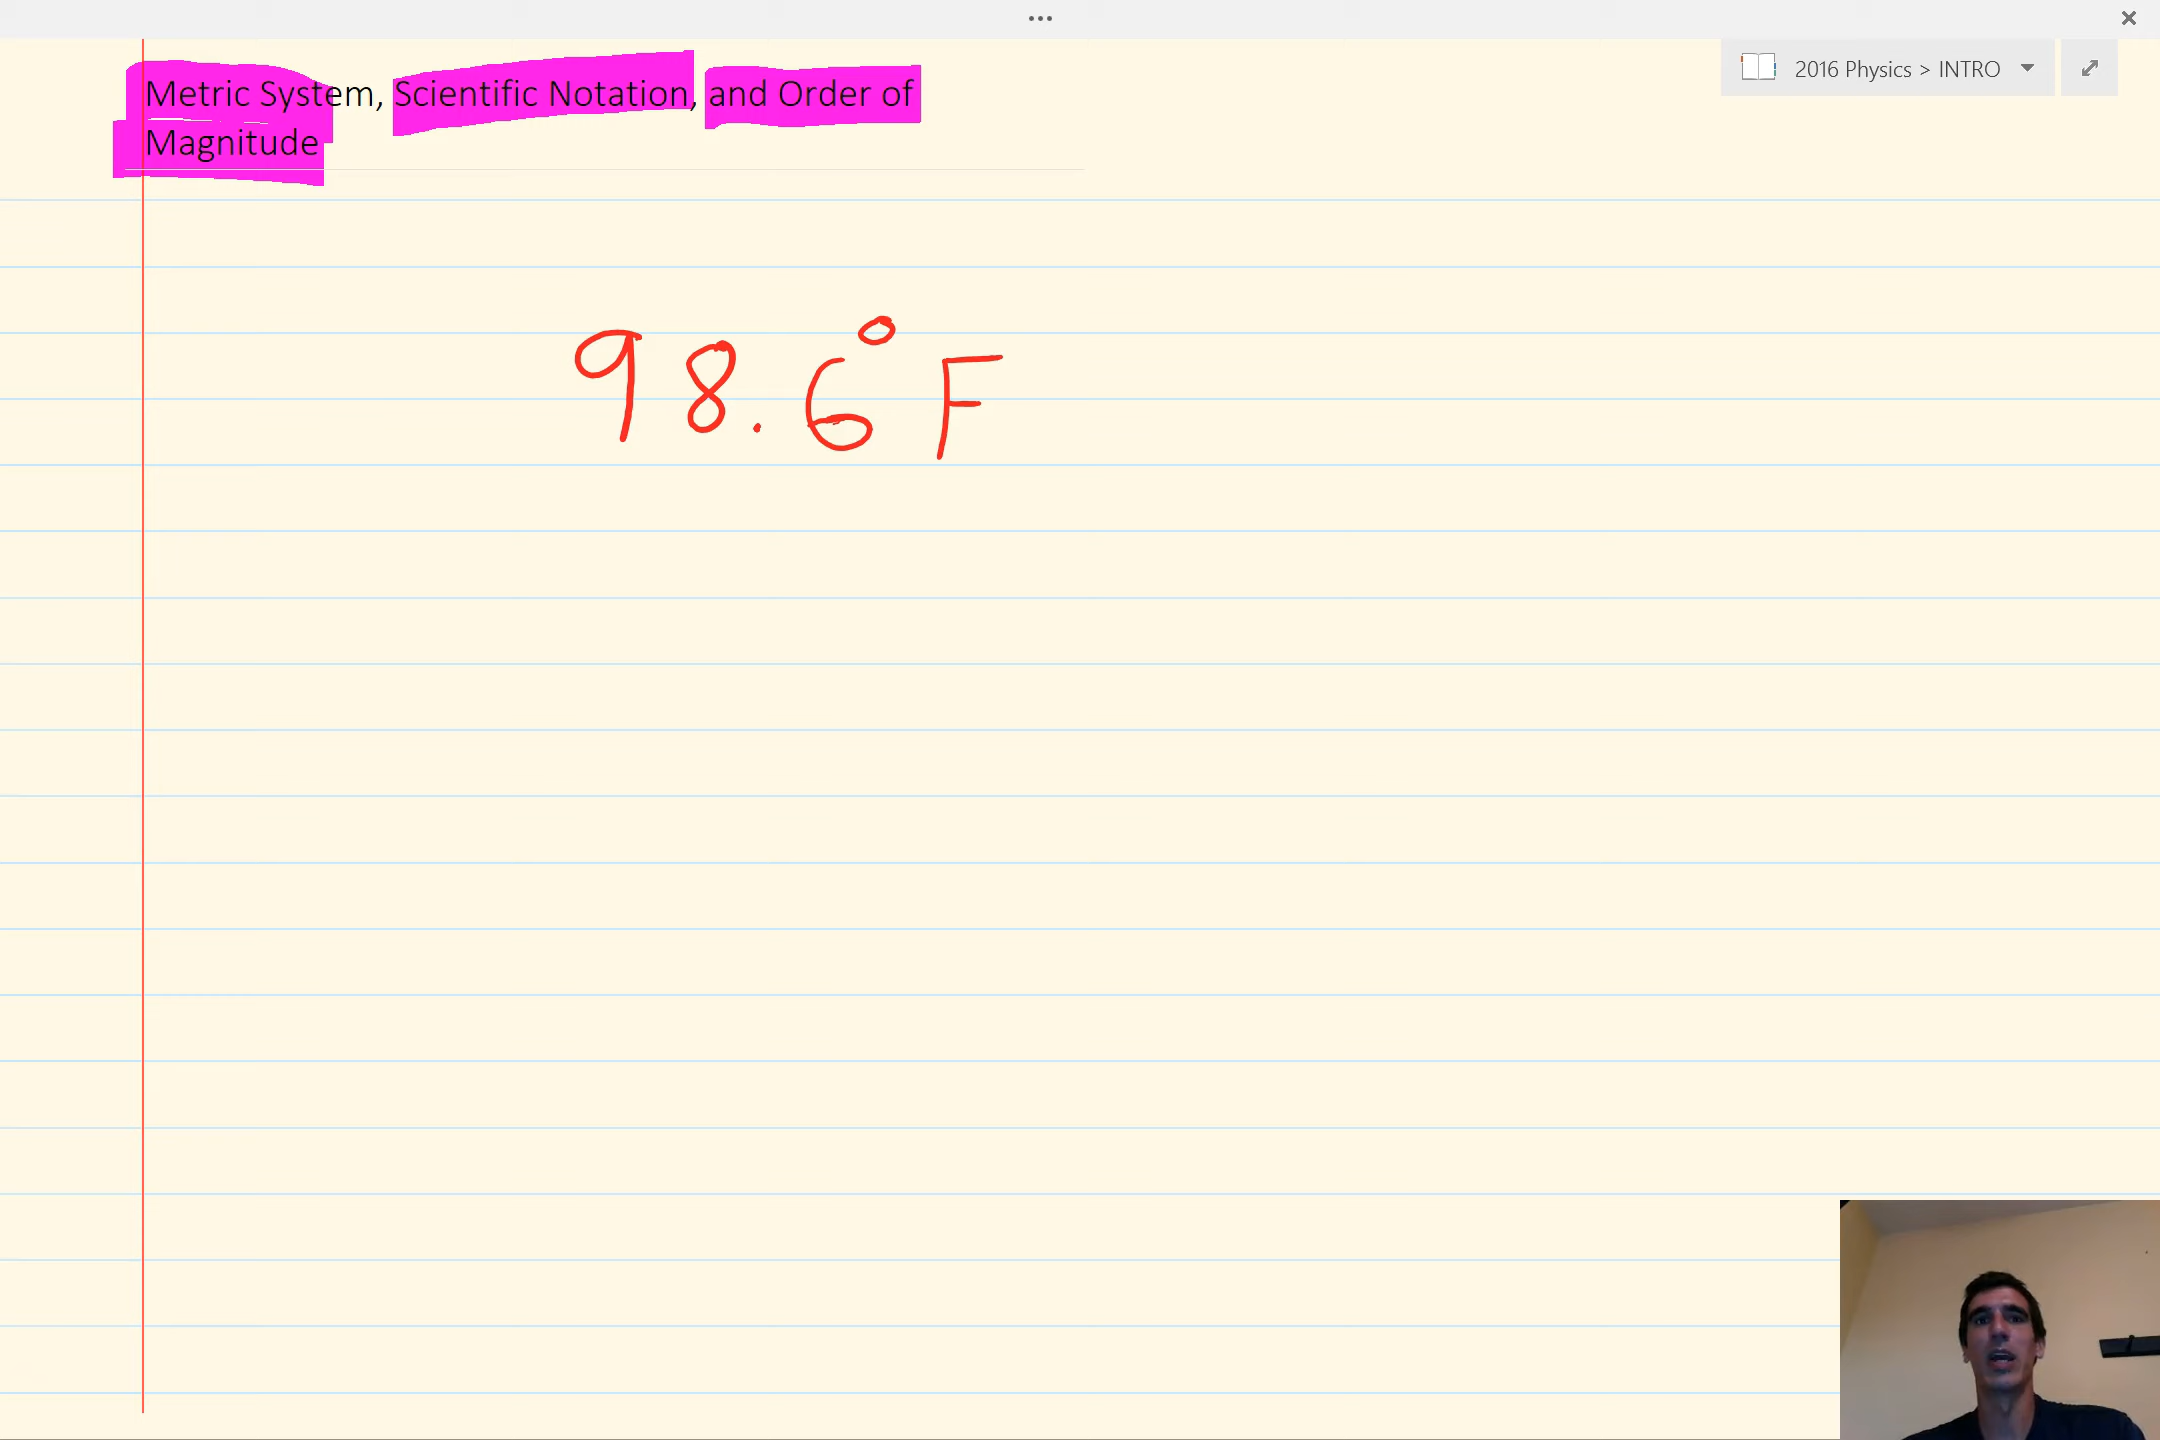 Metric System, Scientific Notation, and Order of
Magnitude
2016 Physics > INTRO
98.6° F